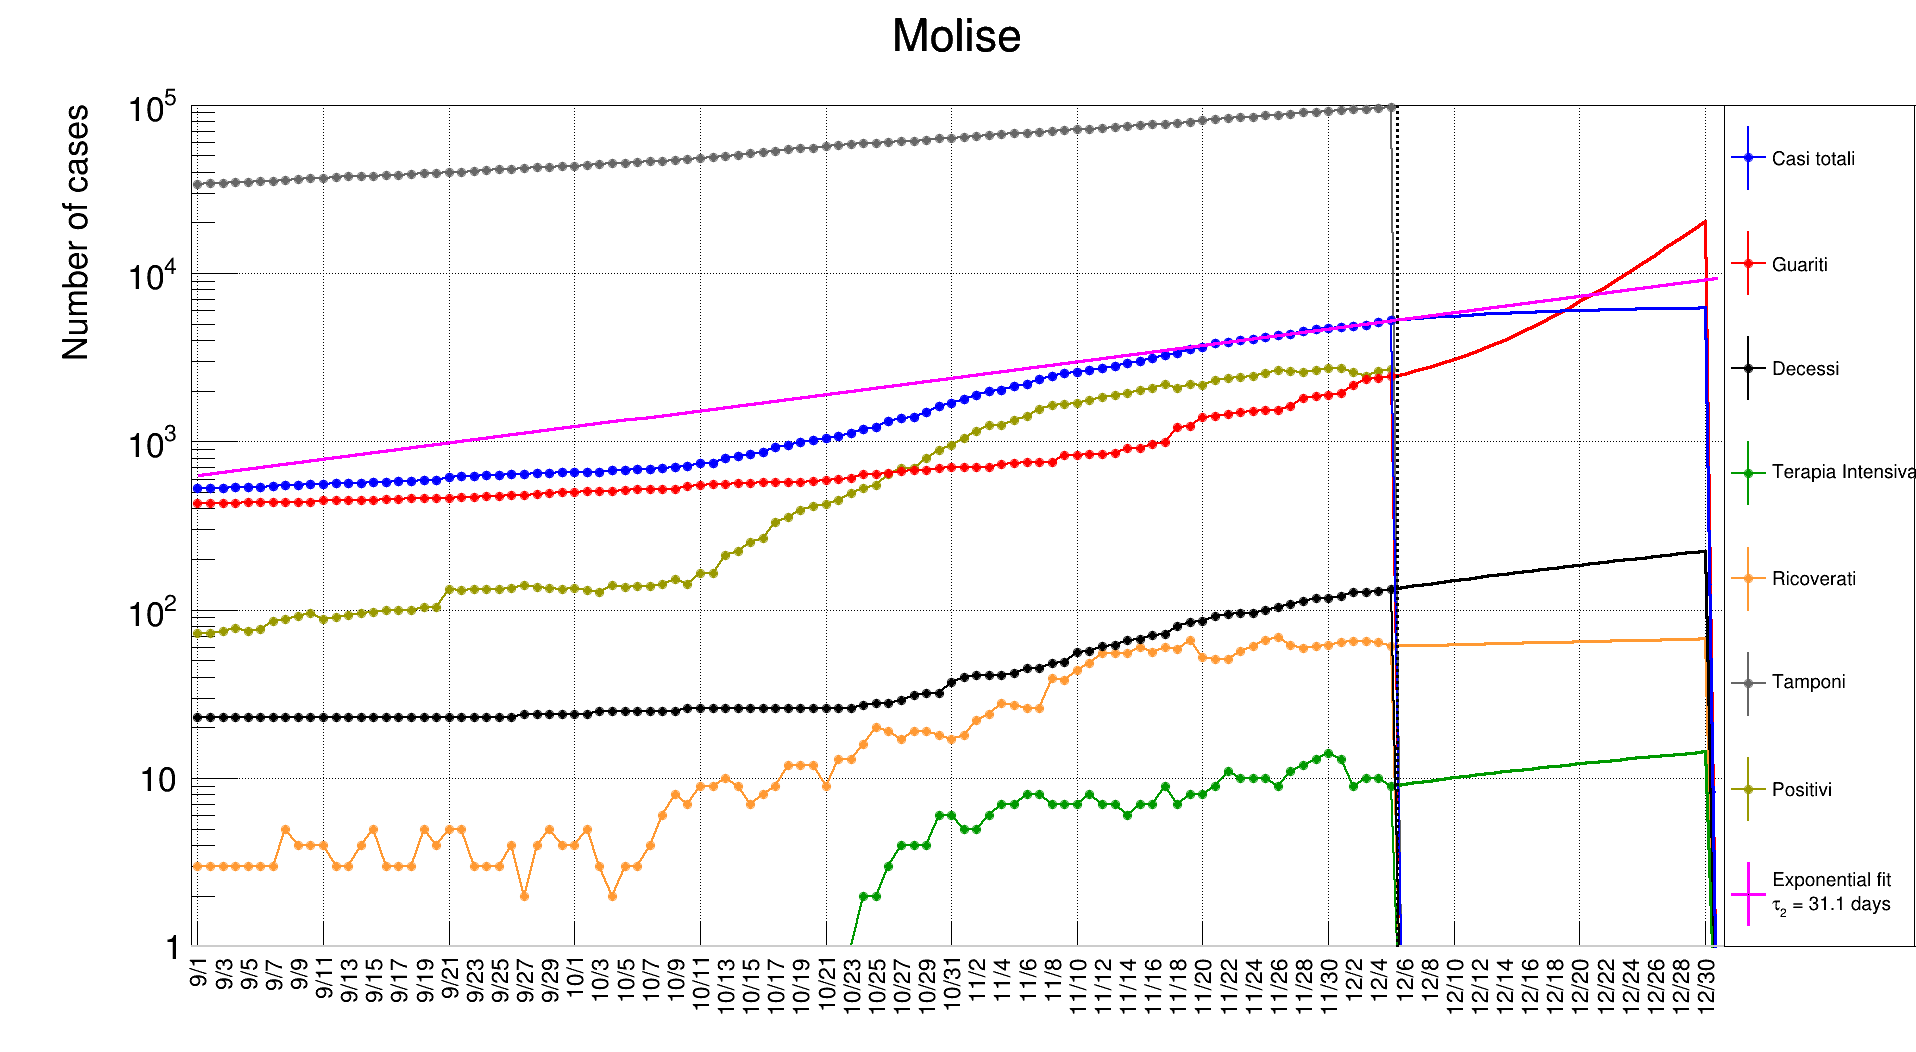 Molise
Number of cases
10^5
10^4
10^3
10^2
10
1
9/1 9/3 9/5 9/7 9/9 9/11 9/13 9/15 9/17 9/19 9/21 9/23 9/25 9/27 9/29 10/1 10/3 10/5 10/7 10/9 10/11 10/13 10/15 10/17 10/19 10/21 10/23 10/25 10/27 10/29 10/31 11/2 11/4 11/6 11/8 11/10 11/12 11/14 11/16 11/18 11/20 11/22 11/24 11/26 11/28 11/30 12/2 12/4 12/6 12/8 12/10 12/12 12/14 12/16 12/18 12/20 12/22 12/24 12/26 12/28 12/30
Casi totali
Guariti
Decessi
Terapia Intensiva
Ricoverati
Tamponi
Positivi
Exponential fit
τ₂ = 31.1 days